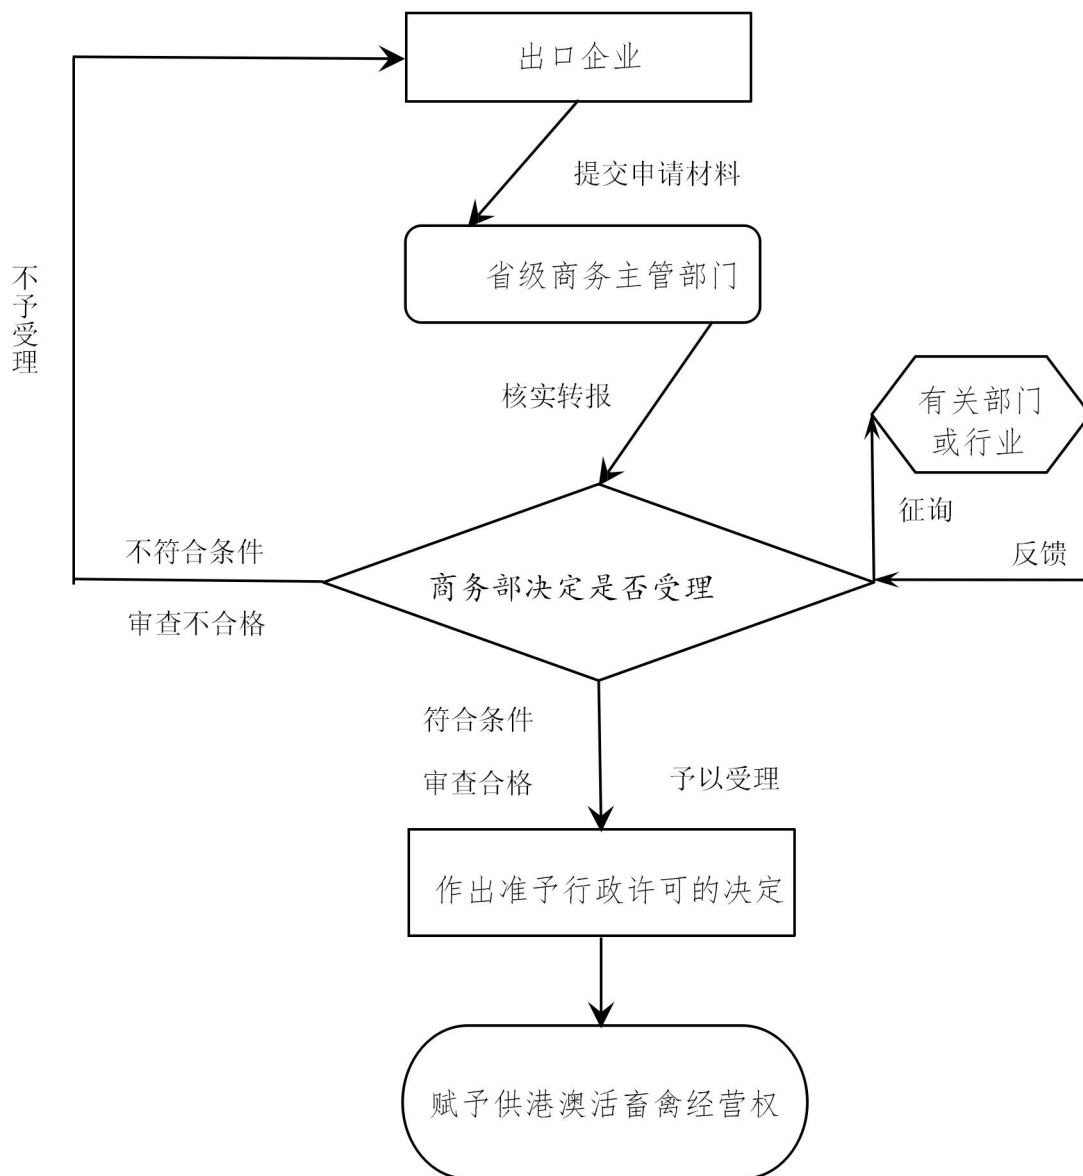 出口企业
提交申请材料
省级商务主管部门
不予受理
核实转报
有关部门
或行业
征询
反馈
不符合条件
商务部决定是否受理
审查不合格
符合条件
审查合格
予以受理
作出准予行政许可的决定
赋予供港澳活畜禽经营权